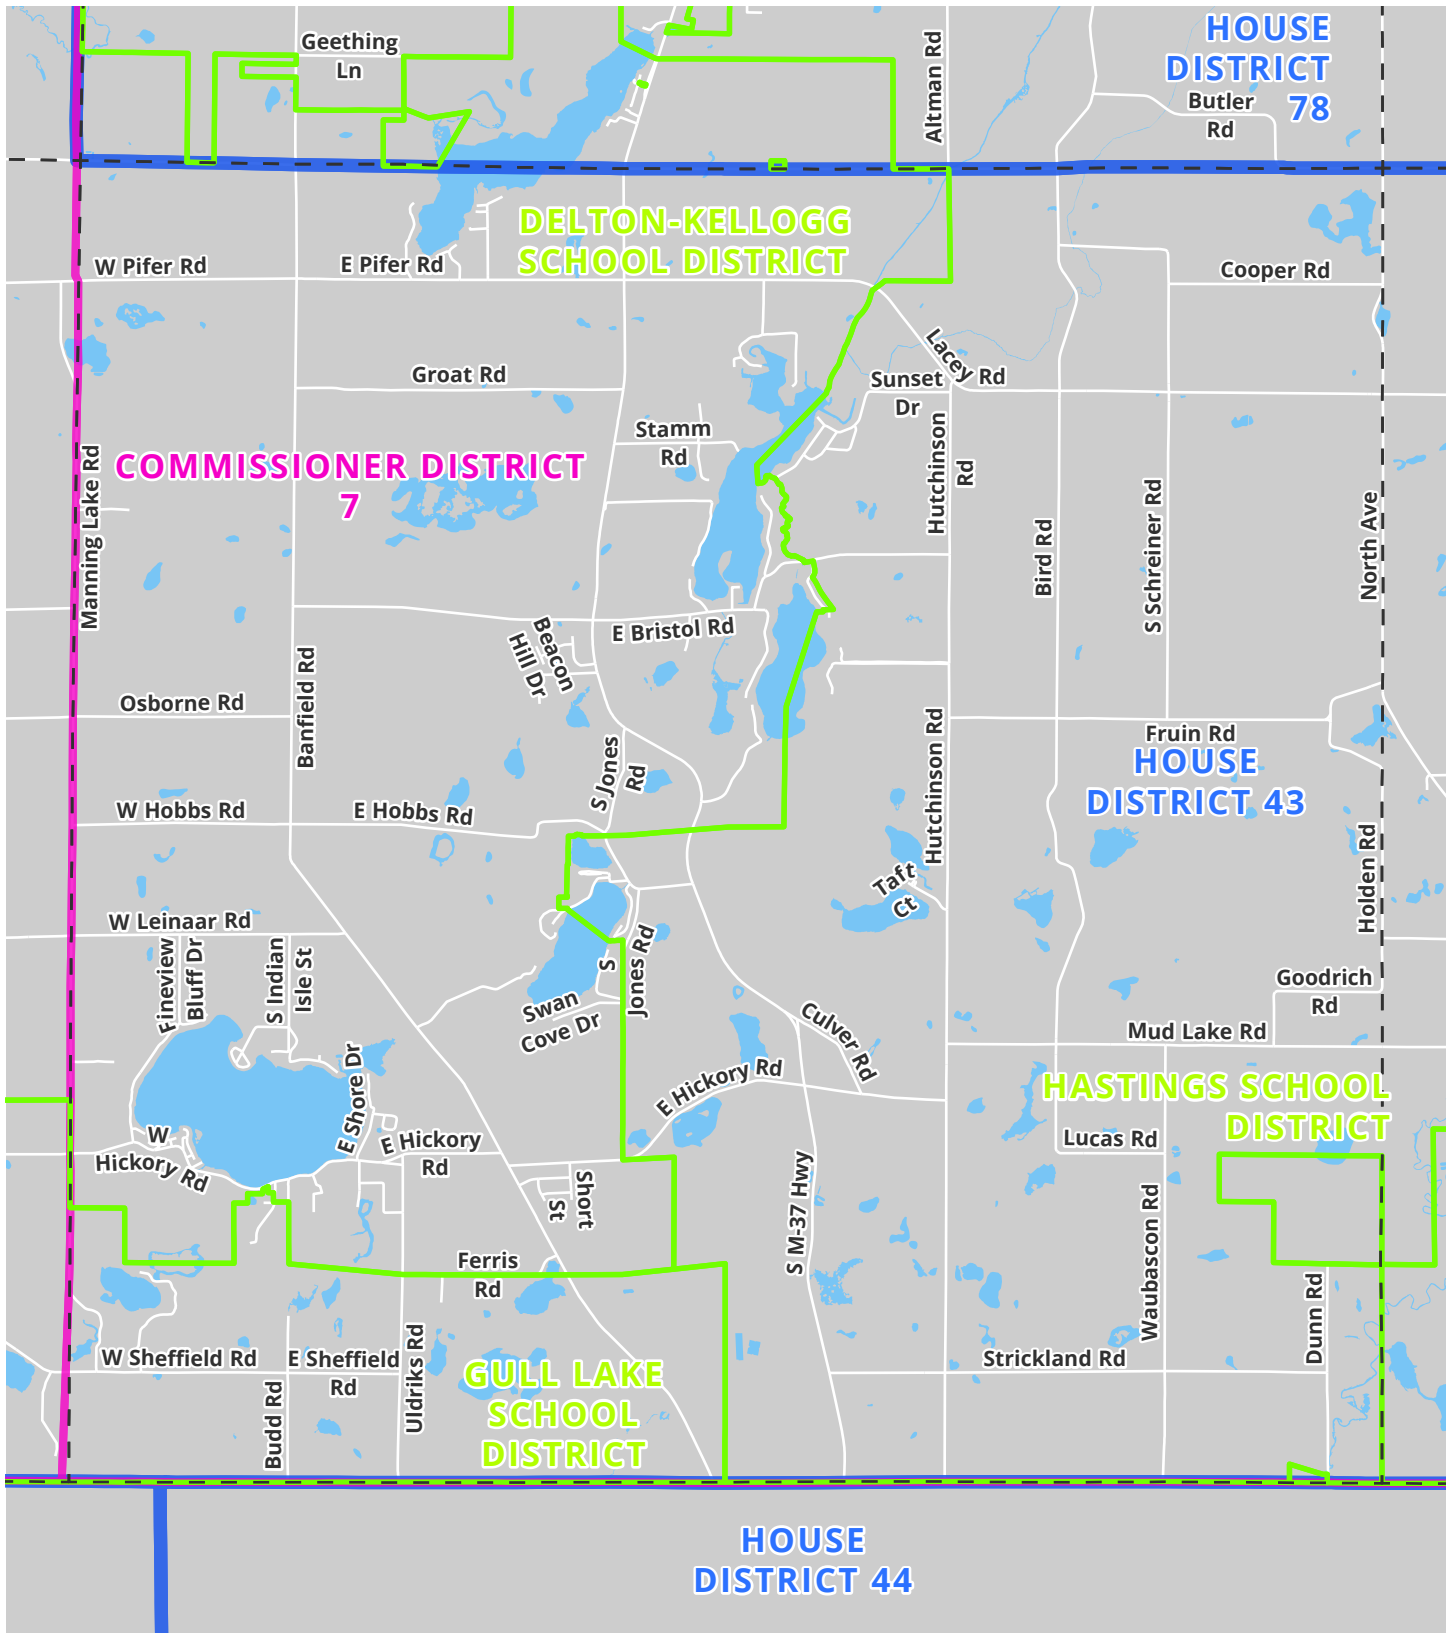 HOUSE
DISTRICT
78
Geething
Ln
Altman Rd
Butler
Rd
DELTON-KELLOGG
SCHOOL DISTRICT
W Pifer Rd
E Pifer Rd
Cooper Rd
Lacey Rd
Groat Rd
Sunset
Dr
Stamm
Rd
Hutchinson
Rd
COMMISSIONER DISTRICT
7
Manning Lake Rd
Bird Rd
S Schreiner Rd
North Ave
Beacon
Hill Dr
E Bristol Rd
Banfield Rd
Osborne Rd
S Jones
Rd
Hutchinson Rd
Fruin Rd
HOUSE
DISTRICT 43
W Hobbs Rd
E Hobbs Rd
Taft
Ct
Holden Rd
W Leinaar Rd
Fineview
Bluff Dr
S Indian
Isle St
S
Jones Rd
Swan
Cove Dr
Goodrich
Rd
Culver Rd
Mud Lake Rd
E Shore Dr
E Hickory Rd
HASTINGS SCHOOL
DISTRICT
W
Hickory Rd
E Hickory
Rd
Lucas Rd
Short
St
S M-37 Hwy
Waubascon Rd
Ferris
Rd
Dunn Rd
W Sheffield Rd
E Sheffield
Rd
Uldriks Rd
Strickland Rd
GULL LAKE
SCHOOL
DISTRICT
Budd Rd
HOUSE
DISTRICT 44